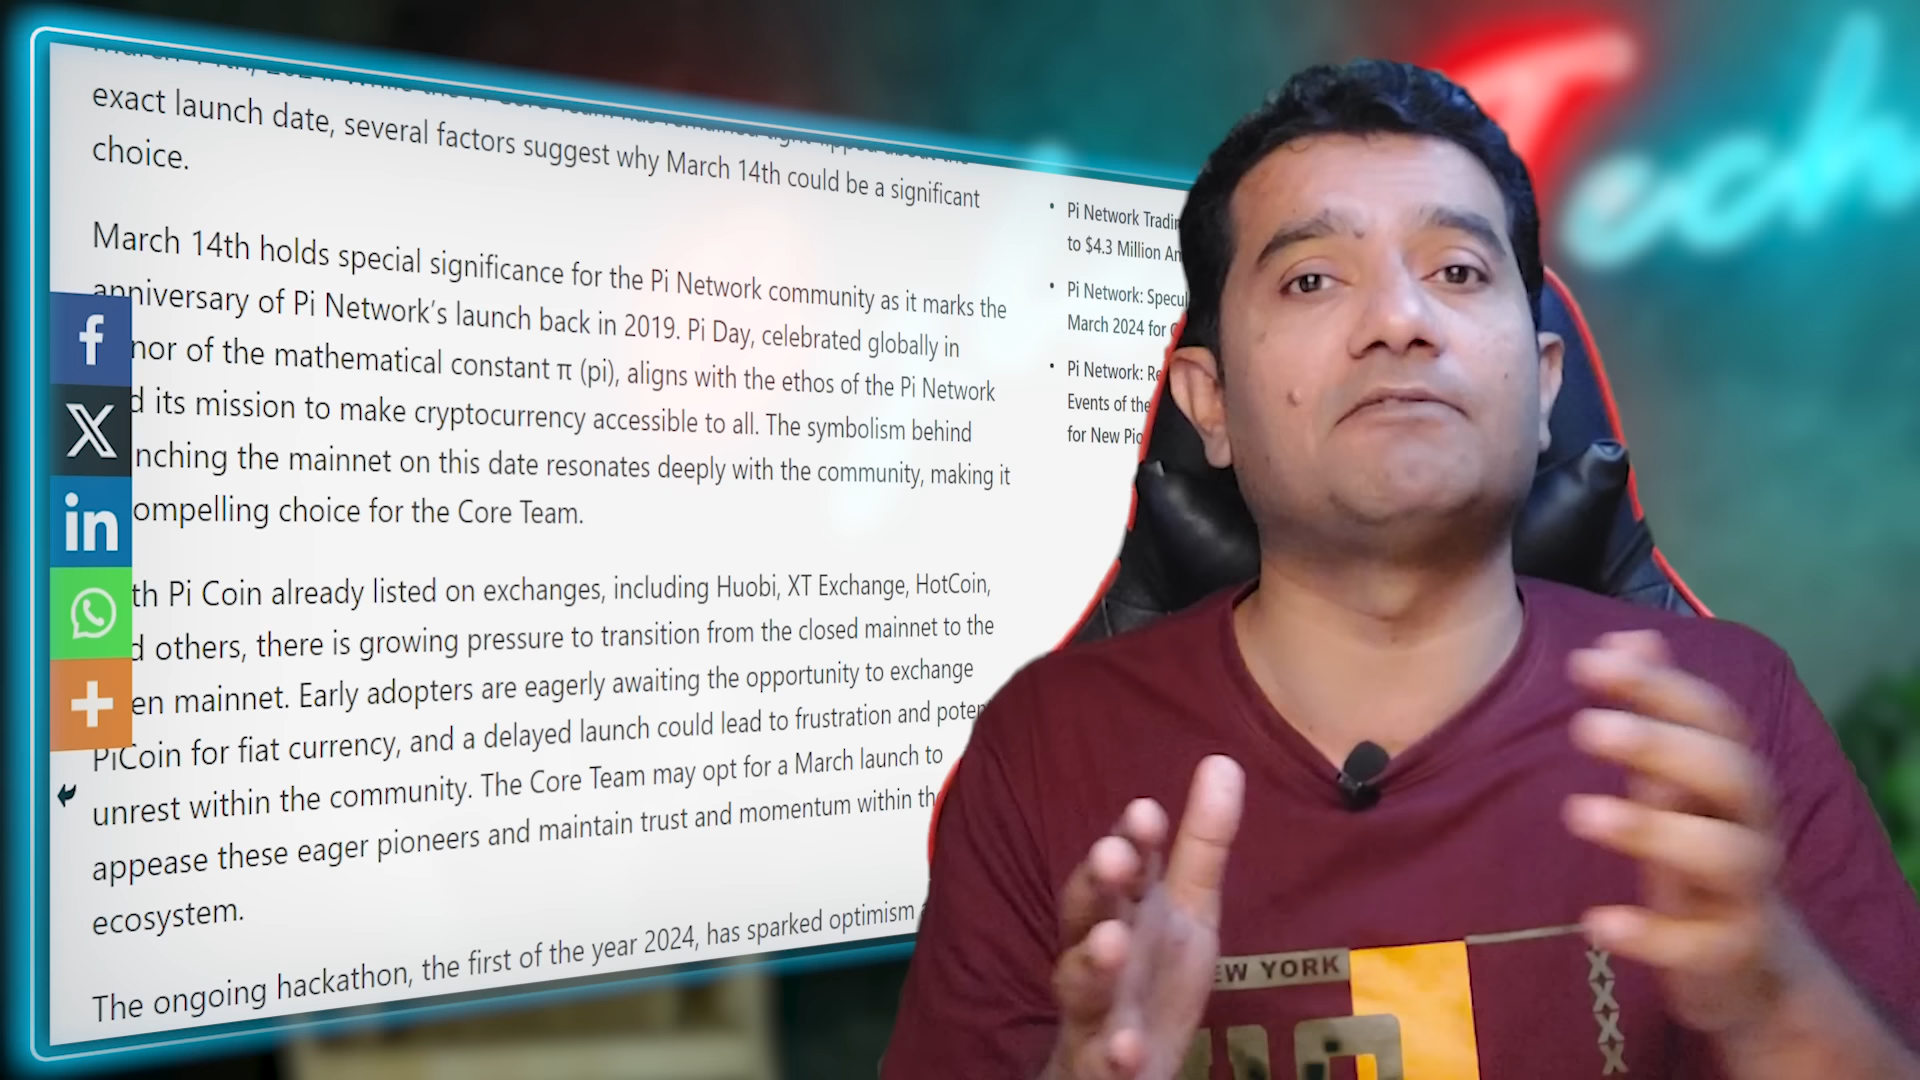 exact launch date, several factors suggest why March 14th could be a significant
choice.
March 14th holds special significance for the Pi Network community as it marks the
anniversary of Pi Network's launch back in 2019. Pi Day, celebrated globally in
nor of the mathematical constant π (pi), aligns with the ethos of the Pi Network
d its mission to make cryptocurrency accessible to all. The symbolism behind
nching the mainnet on this date resonates deeply with the community, making it
ompelling choice for the Core Team.
th Pi Coin already listed on exchanges, including Huobi, XT Exchange, HotCoin,
d others, there is growing pressure to transition from the closed mainnet to the
en mainnet. Early adopters are eagerly awaiting the opportunity to exchange
PiCoin for fiat currency, and a delayed launch could lead to frustration and poten
unrest within the community. The Core Team may opt for a March launch to
appease these eager pioneers and maintain trust and momentum within the
ecosystem.
The ongoing hackathon, the first of the year 2024, has sparked optimism
• Pi Network Tradin
to $4.3 Million An
• Pi Network: Specul
March 2024 for
• Pi Network: Re
Events of the
for New Pio
f
X
in
Tech
EW YORK
XXXX